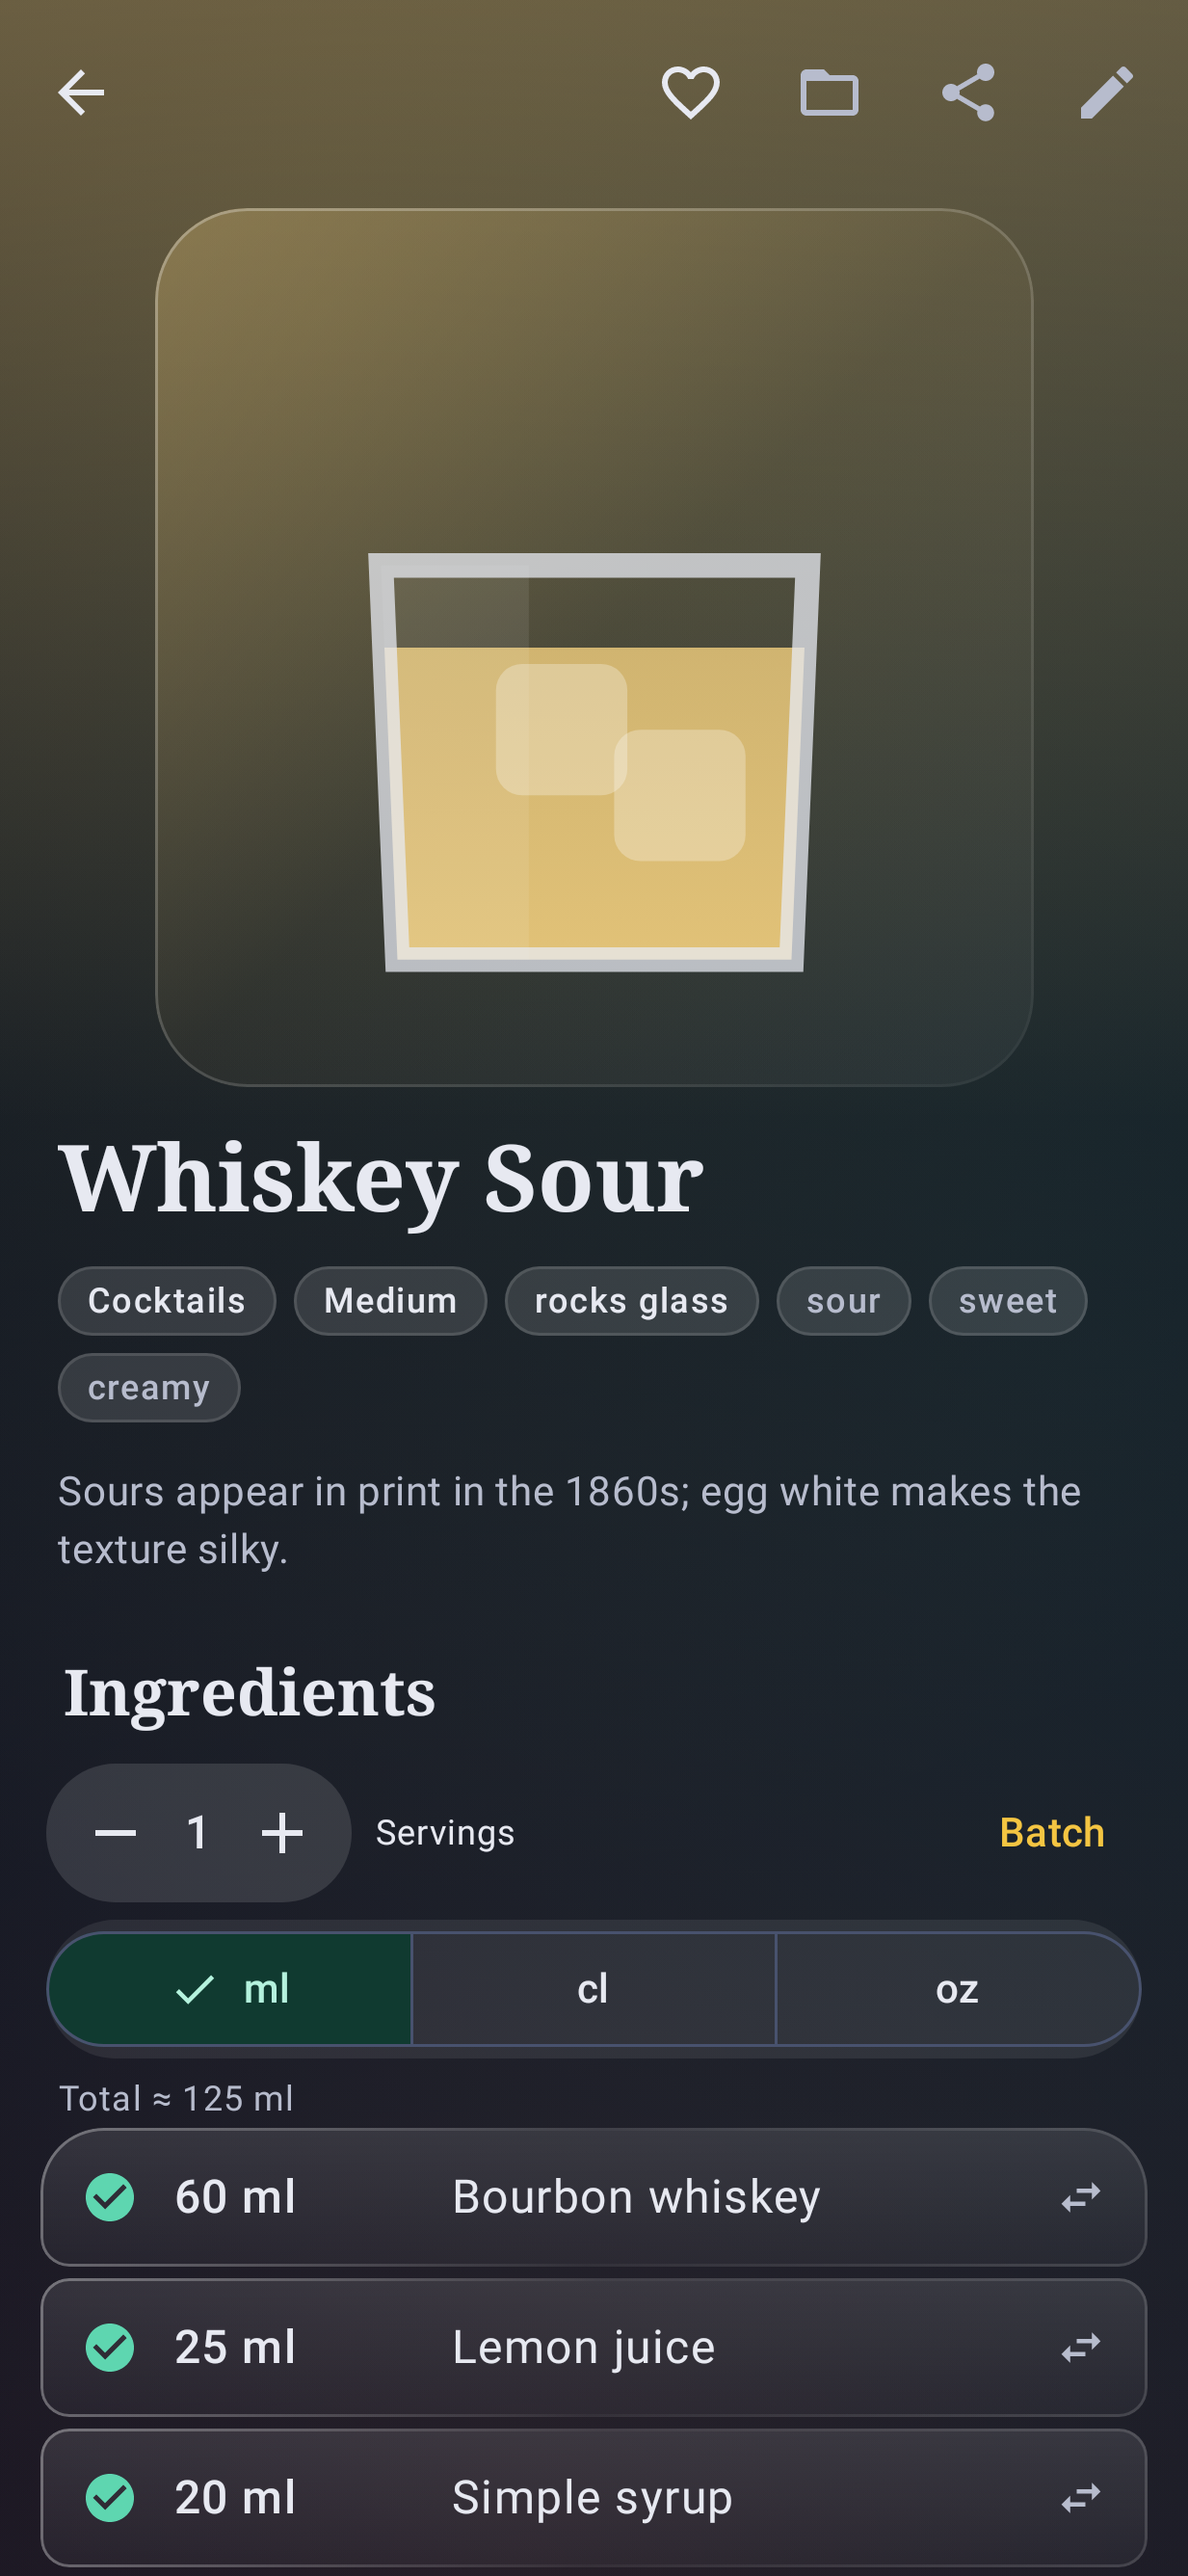 Whiskey Sour
Cocktails Medium rocks glass sour sweet
creamy
Sours appear in print in the 1860s; egg white makes the
texture silky.
Ingredients
1 Servings Batch
ml cl oz
Total ≈ 125 ml
60 ml Bourbon whiskey
25 ml Lemon juice
20 ml Simple syrup